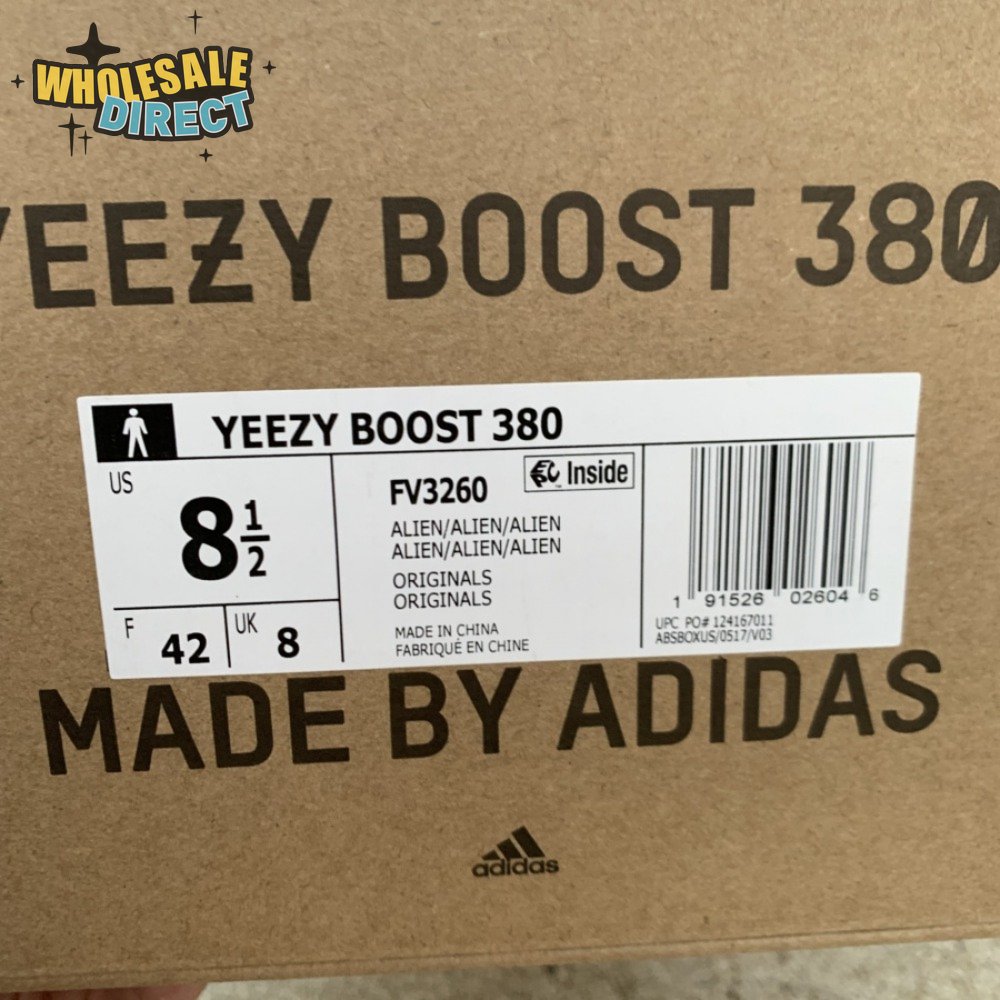 WHOLESALE
DIRECT
YEEZY BOOST 380
YEEZY BOOST 380
US
8 1/2
F
42
UK
8
FV3260
Inside
ALIEN/ALIEN/ALIEN
ALIEN/ALIEN/ALIEN
ORIGINALS
ORIGINALS
MADE IN CHINA
FABRIQUÉ EN CHINE
1 91526 02604 6
UPC PO# 124167011
ABSBOXUS/0517/V03
MADE BY ADIDAS
adidas